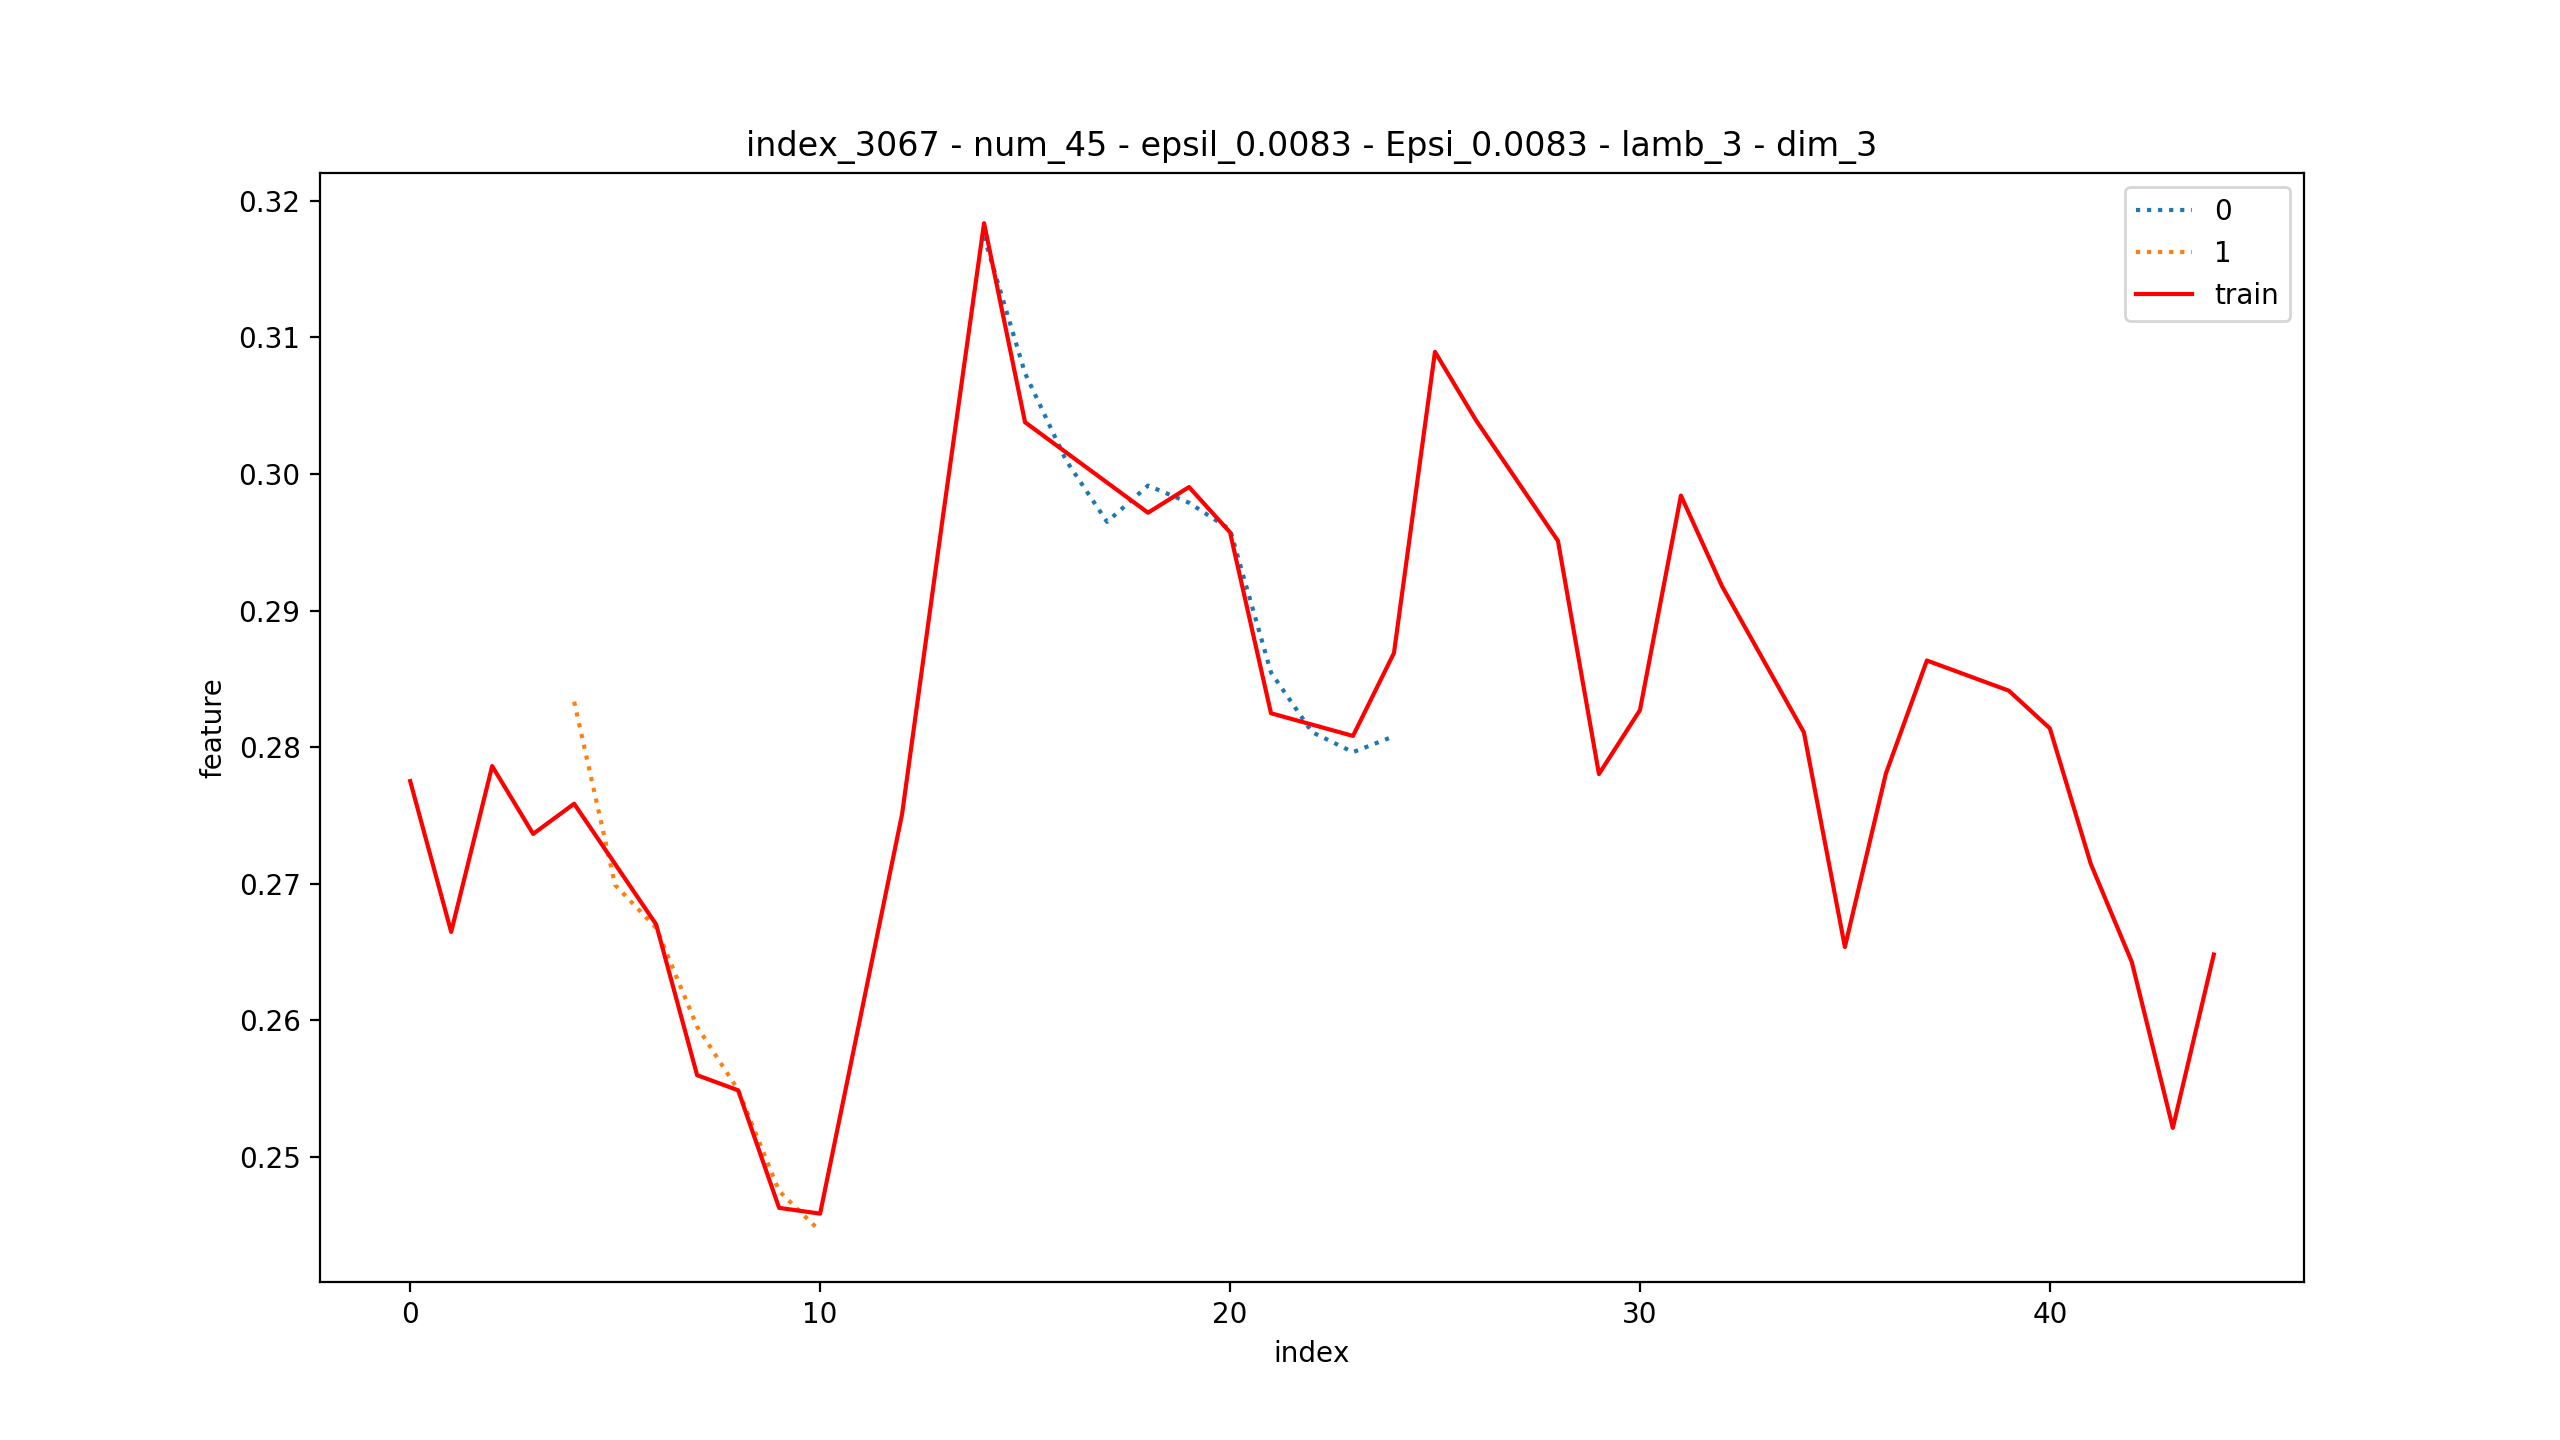 index_3067 - num_45 - epsil_0.0083 - Epsi_0.0083 - lamb_3 - dim_3
0.32
0.31
0.30
0.29
0.28
0.27
0.26
0.25
feature
0
1
train
0 10 20 30 40
index